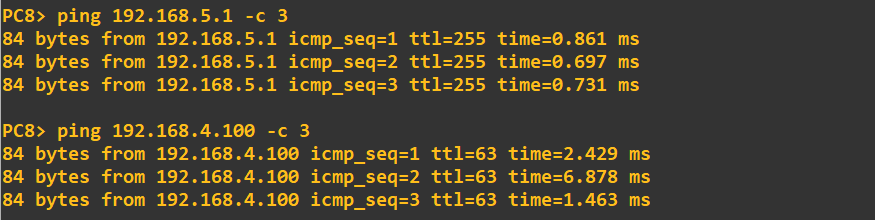 PC8> ping 192.168.5.1 -c 3
84 bytes from 192.168.5.1 icmp_seq=1 ttl=255 time=0.861 ms
84 bytes from 192.168.5.1 icmp_seq=2 ttl=255 time=0.697 ms
84 bytes from 192.168.5.1 icmp_seq=3 ttl=255 time=0.731 ms
PC8> ping 192.168.4.100 -c 3
84 bytes from 192.168.4.100 icmp_seq=1 ttl=63 time=2.429 ms
84 bytes from 192.168.4.100 icmp_seq=2 ttl=63 time=6.878 ms
84 bytes from 192.168.4.100 icmp_seq=3 ttl=63 time=1.463 ms